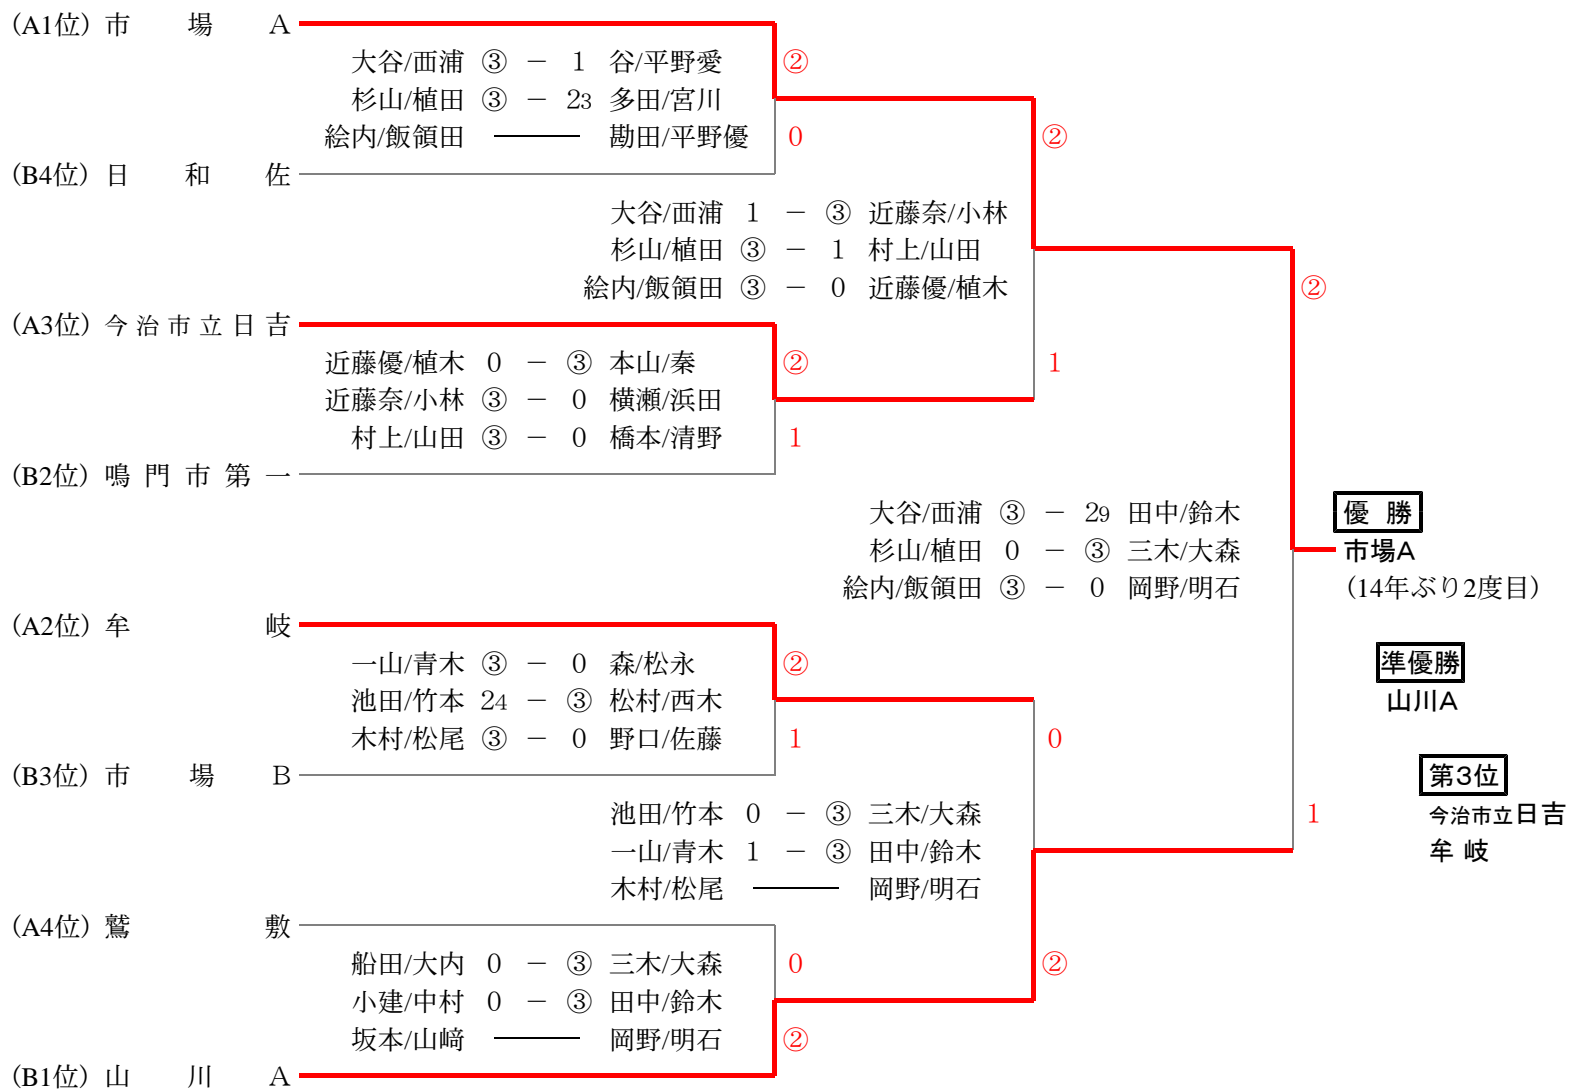 (A1位) 市場A
大谷/西浦 ③ － 1 谷/平野愛
②
杉山/植田 ③ － 23 多田/宮川
絵内/飯領田 ─── 勘田/平野優
0
②
(B4位) 日和佐
大谷/西浦 1 － ③ 近藤奈/小林
杉山/植田 ③ － 1 村上/山田
絵内/飯領田 ③ － 0 近藤優/植木
②
(A3位) 今治市立日吉
近藤優/植木 0 － ③ 本山/秦
②
1
近藤奈/小林 ③ － 0 横瀬/浜田
村上/山田 ③ － 0 橋本/清野
1
(B2位) 鳴門市第一
大谷/西浦 ③ － 29 田中/鈴木
優勝
杉山/植田 0 － ③ 三木/大森
市場A
絵内/飯領田 ③ － 0 岡野/明石
(14年ぶり2度目)
(A2位) 牟岐
一山/青木 ③ － 0 森/松永
②
準優勝
池田/竹本 24 － ③ 松村/西木
山川A
木村/松尾 ③ － 0 野口/佐藤
1
0
(B3位) 市場B
第3位
池田/竹本 0 － ③ 三木/大森
1
今治市立日吉
一山/青木 1 － ③ 田中/鈴木
牟岐
木村/松尾 ─── 岡野/明石
(A4位) 鷲敷
船田/大内 0 － ③ 三木/大森
0
②
小建/中村 0 － ③ 田中/鈴木
坂本/山﨑 ─── 岡野/明石
②
(B1位) 山川A